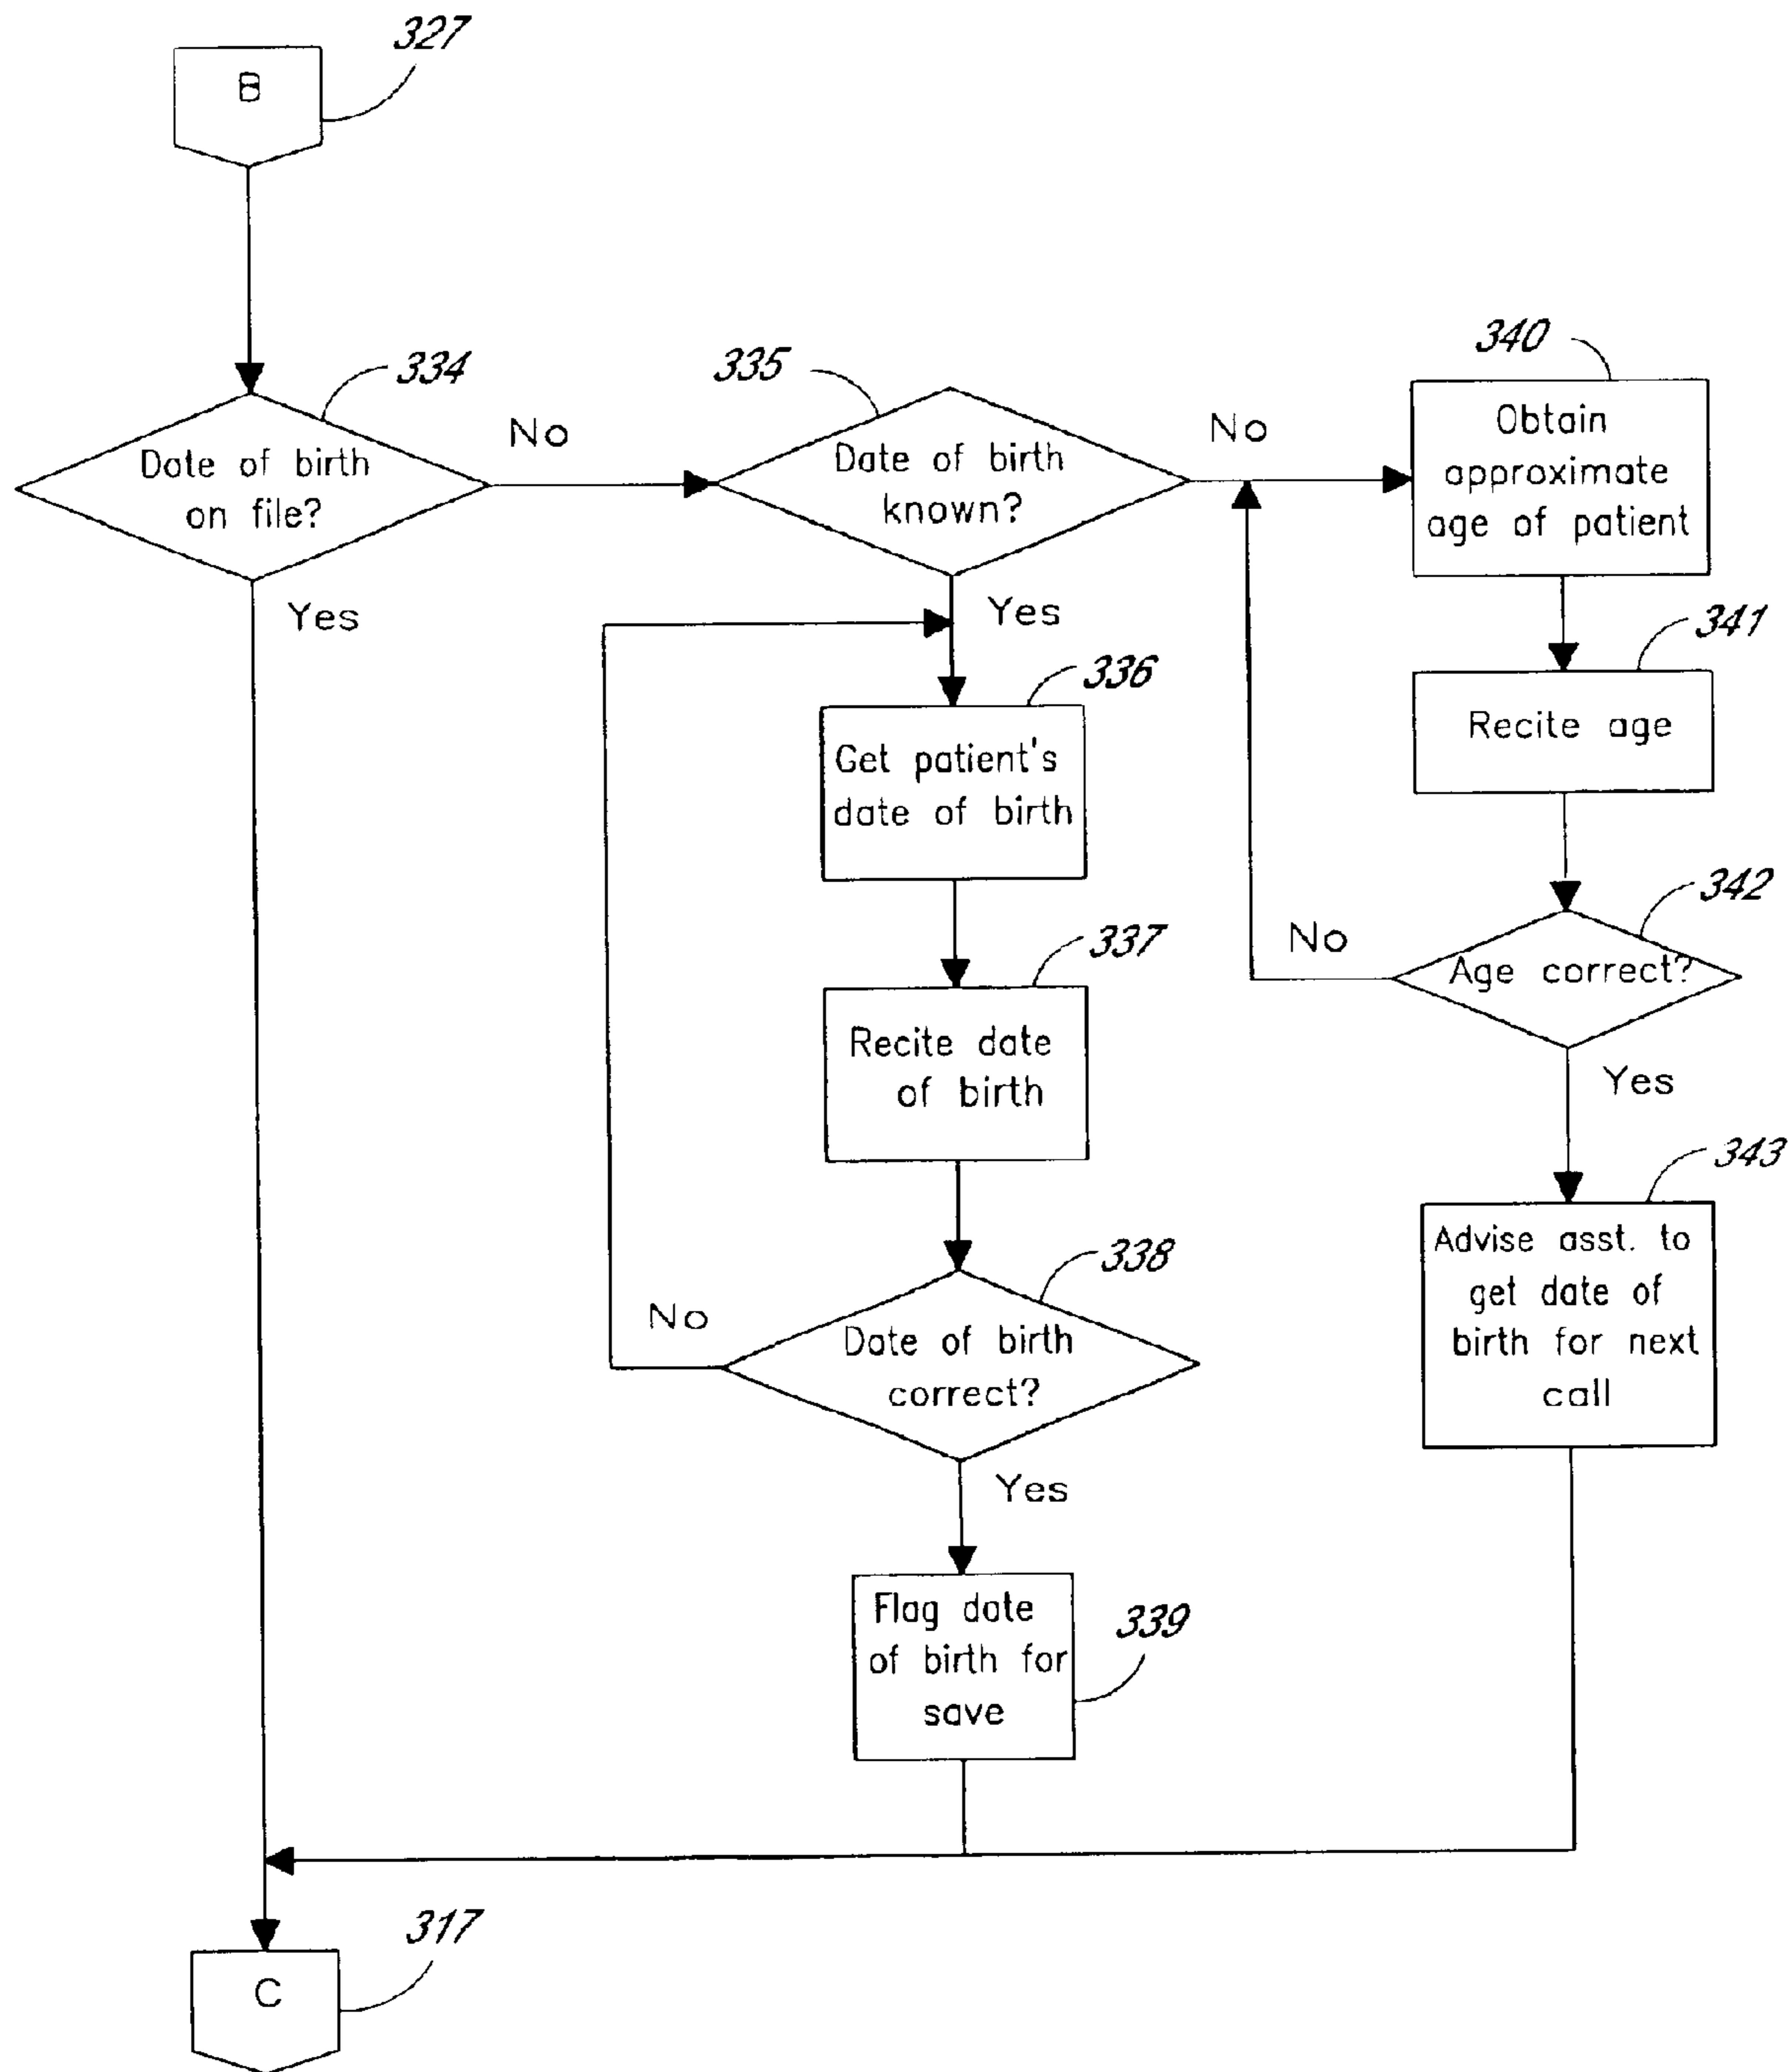 327
B
334
335
340
Date of birth
on file?
No
Date of birth
known?
No
Obtain
approximate
age of patient
Yes
Yes
341
Recite age
336
Get patient's
date of birth
342
Age correct?
No
Yes
337
Recite date
of birth
343
Advise asst. to
get date of
birth for next
call
338
Date of birth
correct?
No
Yes
339
Flag date
of birth for
save
317
C